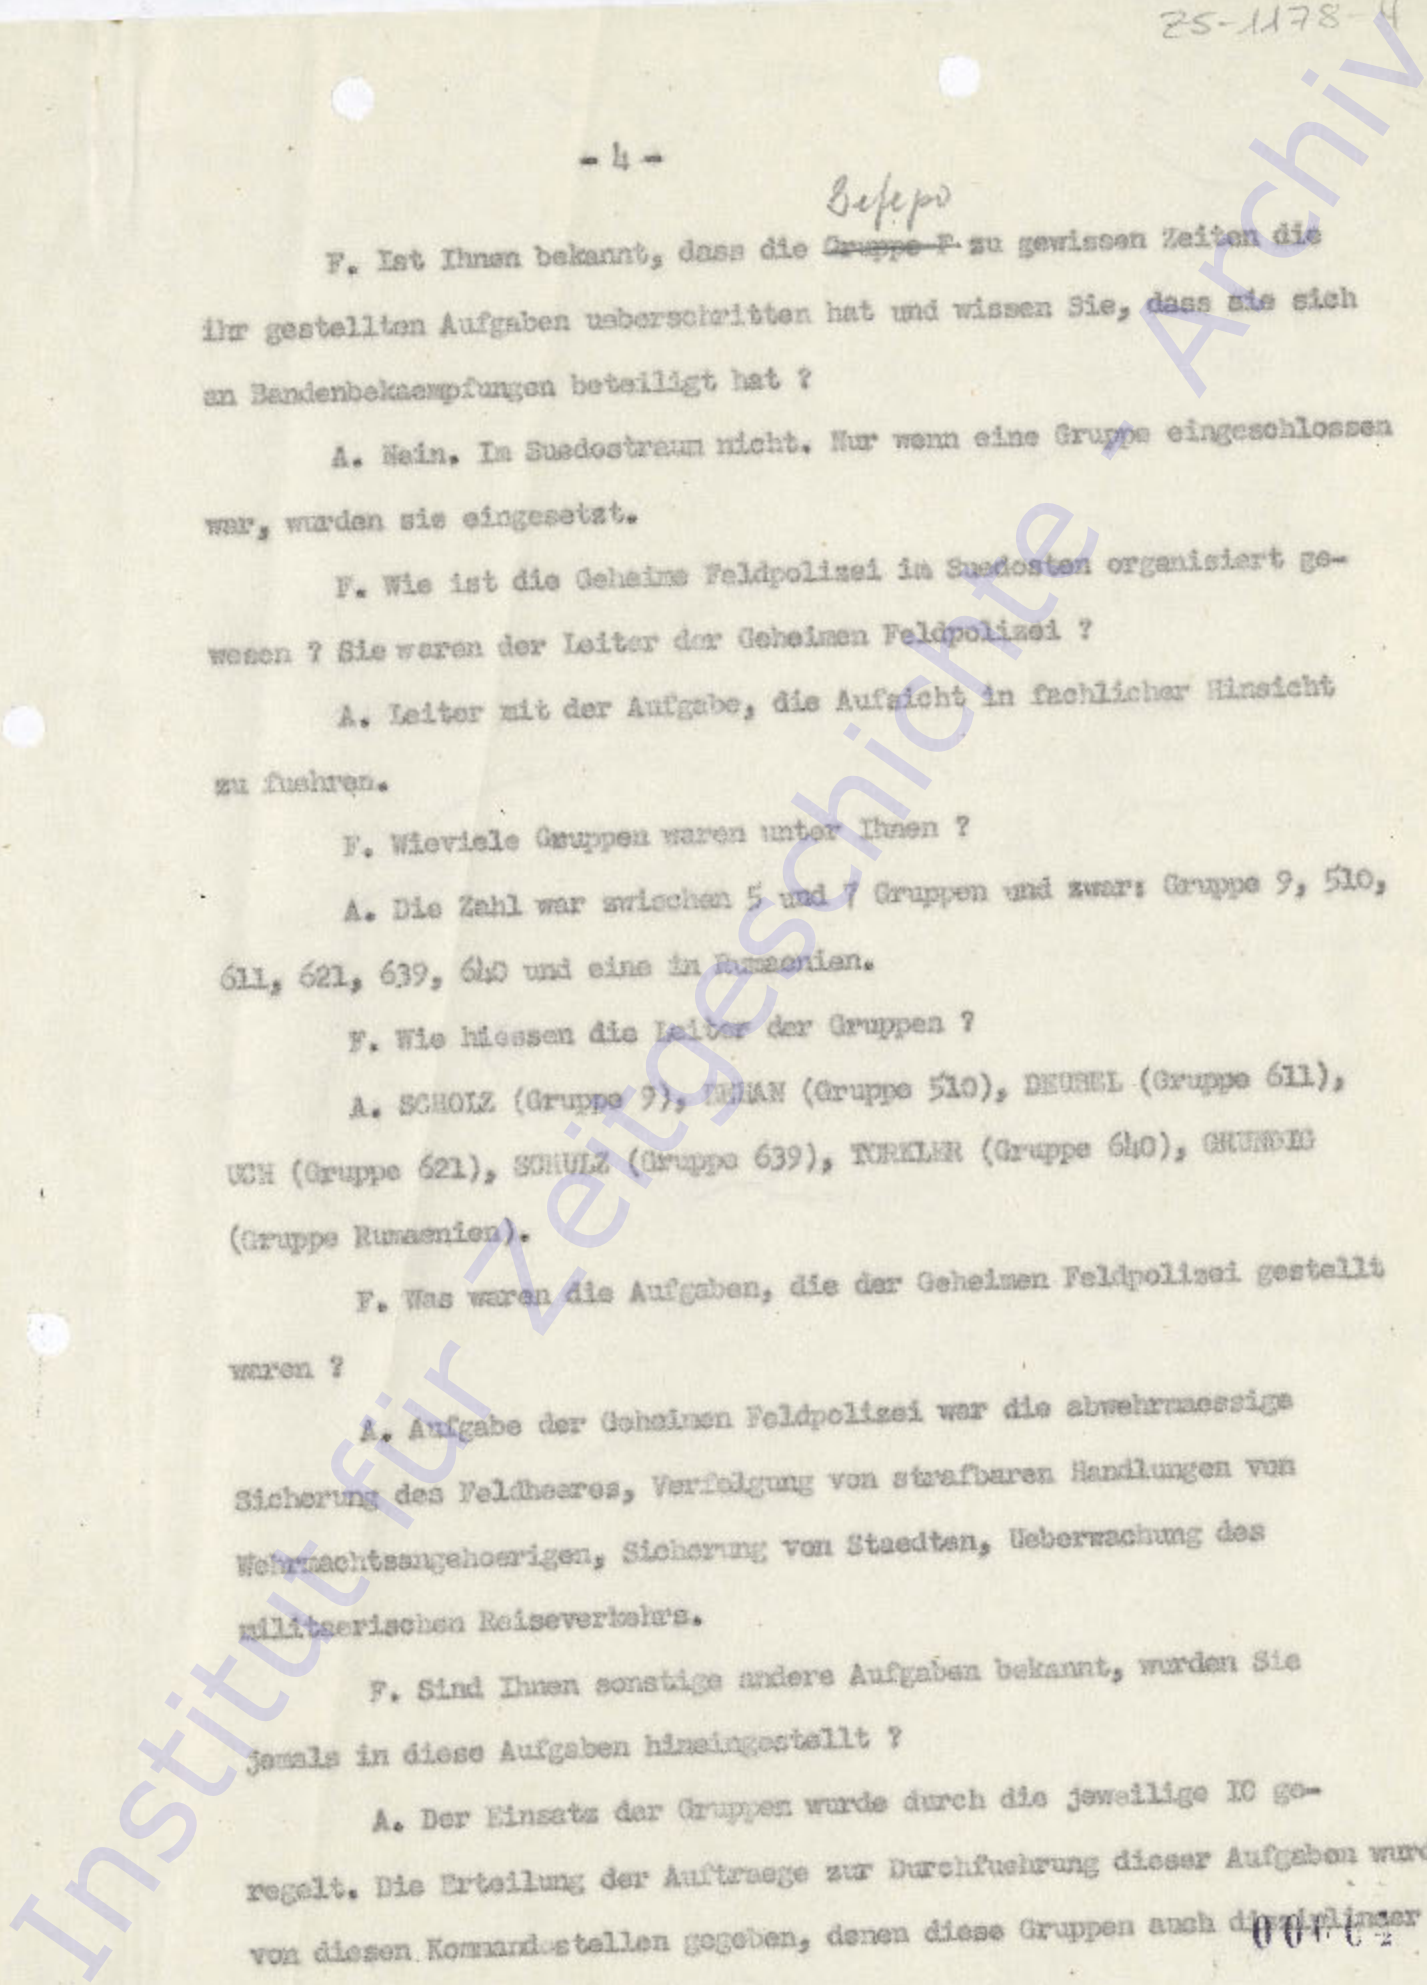 ZS-1178-4
- 4 -
Gefepo
F. Ist Ihnen bekannt, dass die Gruppe F zu gewissen Zeiten die
ihr gestellten Aufgaben ueberschritten hat und wissen Sie, dass sie sich
an Bandenbekaempfungen beteiligt hat ?
A. Nein. Im Suedostraum nicht. Nur wenn eine Gruppe eingeschlossen
war, wurden sie eingesetzt.
F. Wie ist die Geheime Feldpolizei im Suedosten organisiert ge-
wesen ? Sie waren der Leiter der Geheimen Feldpolizei ?
A. Leiter mit der Aufgabe, die Aufsicht in fachlicher Hinsicht
zu fuehren.
F. Wieviele Gruppen waren unter Ihnen ?
A. Die Zahl war zwischen 5 und 7 Gruppen und zwar: Gruppe 9, 510,
611, 621, 639, 640 und eine in Rumaenien.
F. Wie hiessen die Leiter der Gruppen ?
A. SCHOLZ (Gruppe 9), DEHAN (Gruppe 510), DEUBEL (Gruppe 611),
UCH (Gruppe 621), SCHULZ (Gruppe 639), TORKLER (Gruppe 640), GRUNDIG
(Gruppe Rumaenien).
F. Was waren die Aufgaben, die der Geheimen Feldpolizei gestellt
waren ?
A. Aufgabe der Geheimen Feldpolizei war die abwehrmaessige
Sicherung des Feldheeres, Verfolgung von strafbaren Handlungen von
Wehrmachtsangehoerigen, Sicherung von Staedten, Ueberwachung des
militaerischen Reiseverkehrs.
F. Sind Ihnen sonstige andere Aufgaben bekannt, wurden Sie
jemals in diese Aufgaben hineingestellt ?
A. Der Einsatz der Gruppen wurde durch die jeweilige IC ge-
regelt. Die Erteilung der Auftraege zur Durchfuehrung dieser Aufgaben wurd
von diesen Kommandostellen gegeben, denen diese Gruppen auch disziplinaer
Institut für Zeitgeschichte - Archiv